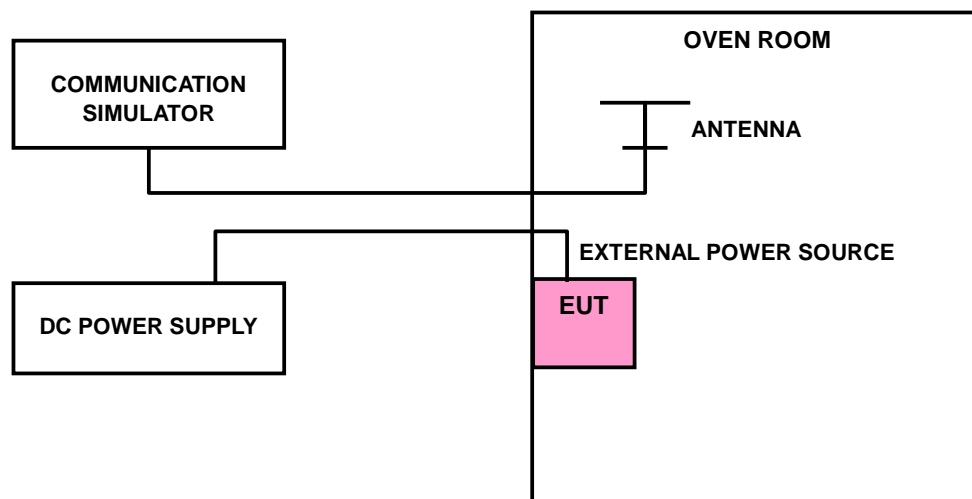 OVEN ROOM
COMMUNICATION
SIMULATOR
ANTENNA
EXTERNAL POWER SOURCE
EUT
DC POWER SUPPLY